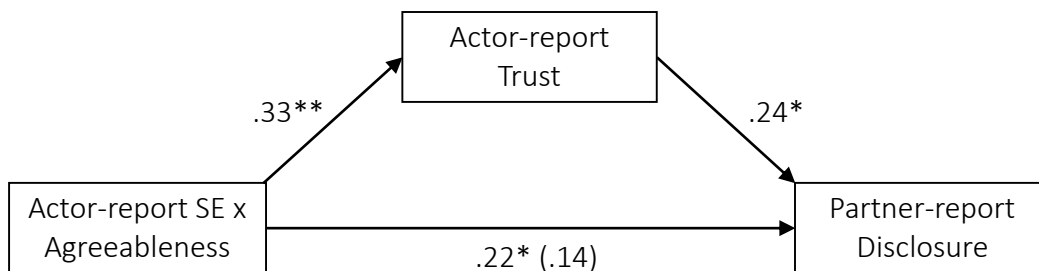 Actor-report
Trust
.33**
.24*
Actor-report SE x
Agreeableness
Partner-report
Disclosure
.22* (.14)